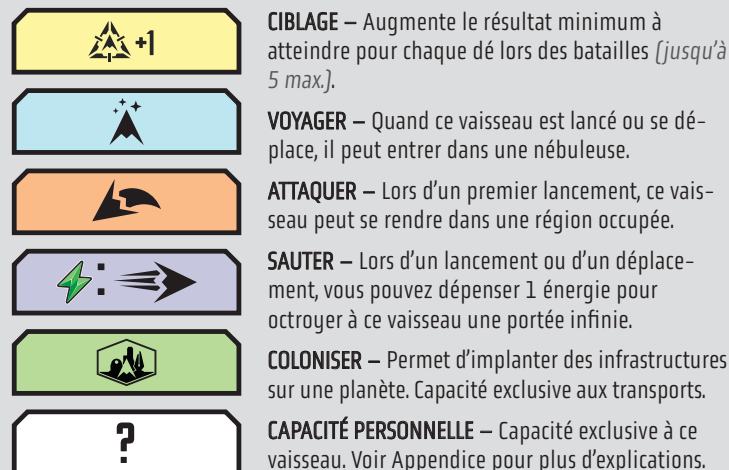 +1
CIBLAGE – Augmente le résultat minimum à
atteindre pour chaque dé lors des batailles (jusqu'à
5 max.).
VOYAGER – Quand ce vaisseau est lancé ou se dé-
place, il peut entrer dans une nébuleuse.
ATTAQUER – Lors d'un premier lancement, ce vais-
seau peut se rendre dans une région occupée.
:
SAUTER – Lors d'un lancement ou d'un déplace-
ment, vous pouvez dépenser 1 énergie pour
octroyer à ce vaisseau une portée infinie.
COLONISER – Permet d'implanter des infrastructures
sur une planète. Capacité exclusive aux transports.
?
CAPACITÉ PERSONNELLE – Capacité exclusive à ce
vaisseau. Voir Appendice pour plus d'explications.